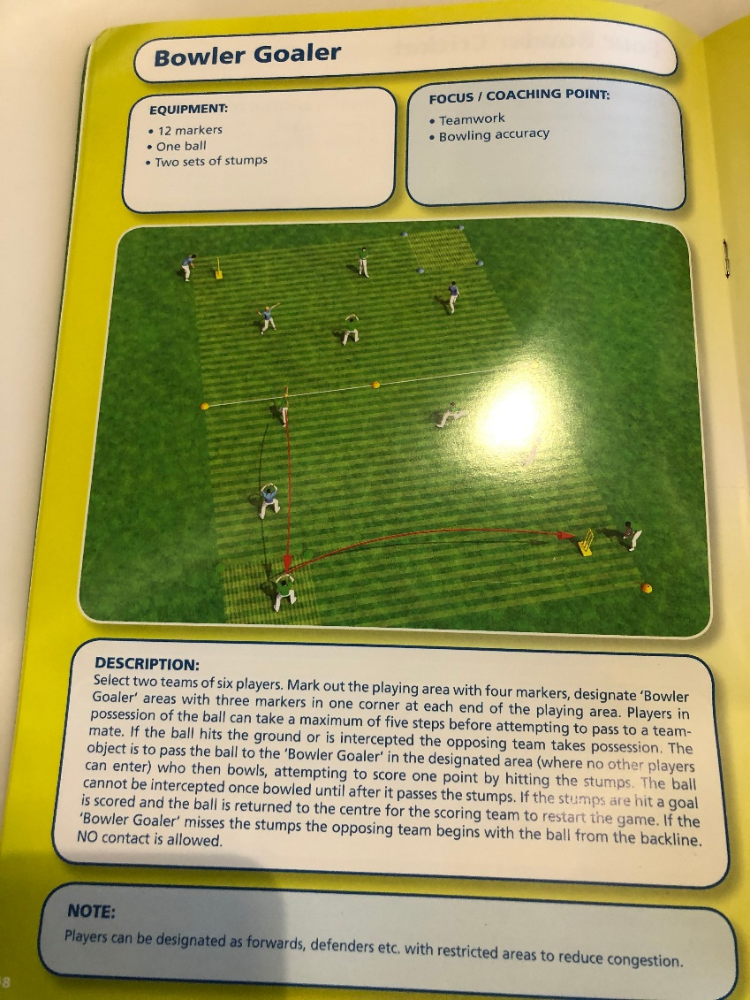 Bowler Goaler
EQUIPMENT:
• 12 markers
• One ball
• Two sets of stumps
FOCUS / COACHING POINT:
• Teamwork
• Bowling accuracy
DESCRIPTION:
Select two teams of six players. Mark out the playing area with four markers, designate ‘Bowler
Goaler’ areas with three markers in one corner at each end of the playing area. Players in
possession of the ball can take a maximum of five steps before attempting to pass to a team-
mate. If the ball hits the ground or is intercepted the opposing team takes possession. The
object is to pass the ball to the ‘Bowler Goaler’ in the designated area (where no other players
can enter) who then bowls, attempting to score one point by hitting the stumps. The ball
cannot be intercepted once bowled until after it passes the stumps. If the stumps are hit a goal
is scored and the ball is returned to the centre for the scoring team to restart the game. If the
‘Bowler Goaler’ misses the stumps the opposing team begins with the ball from the backline.
NO contact is allowed.
NOTE:
Players can be designated as forwards, defenders etc. with restricted areas to reduce congestion.